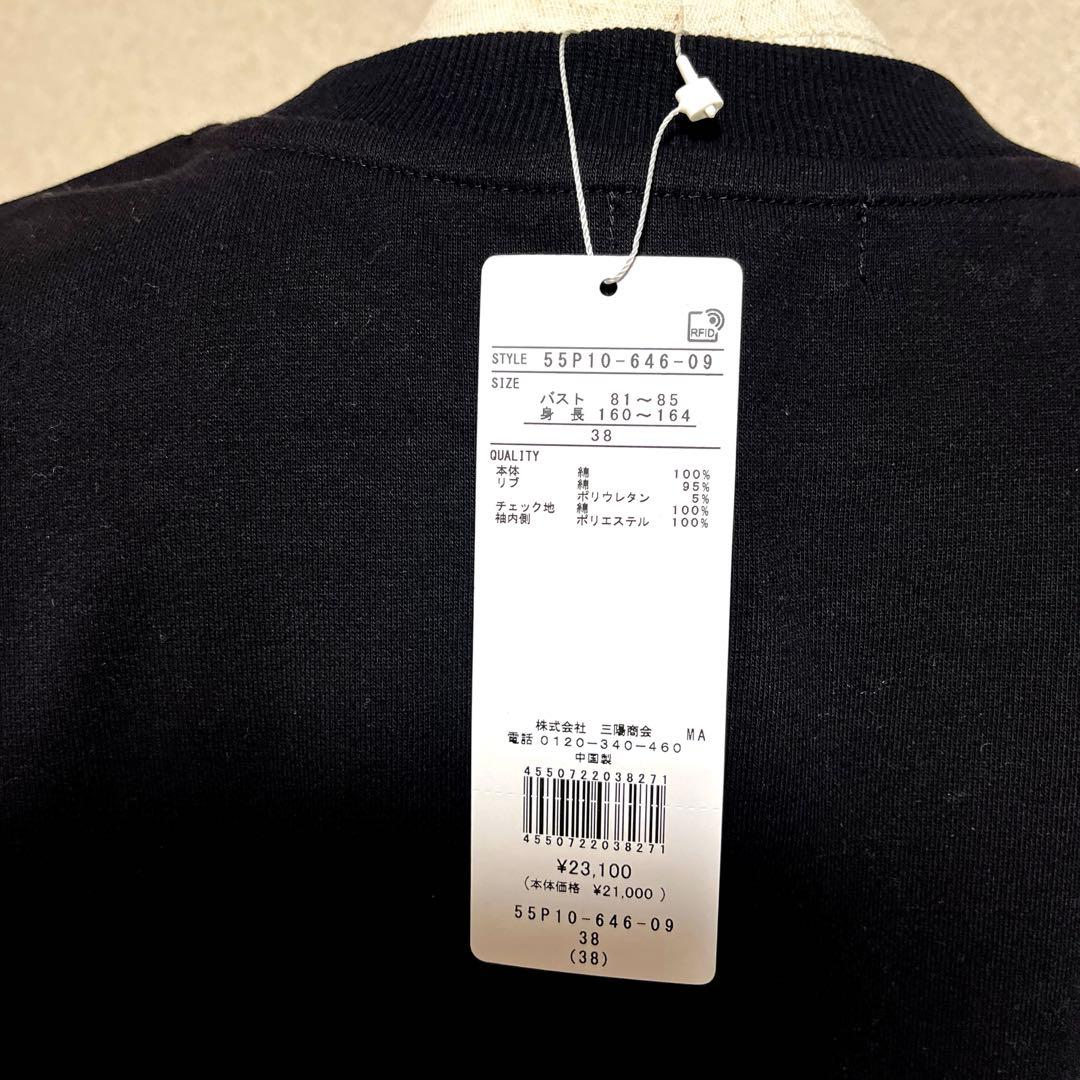 RFID
STYLE 55P10-646-09
SIZE
バスト 81～85
身長 160～164
38
QUALITY
本体 綿 100%
リブ 綿 95%
ポリウレタン 5%
チェック地 綿 100%
袖内側 ポリエステル 100%
株式会社 三陽商会 MA
電話 0120-340-460
中国製
4550722038271
4550722038271
¥23,100
(本体価格 ¥21,000)
55P10-646-09
38
(38)